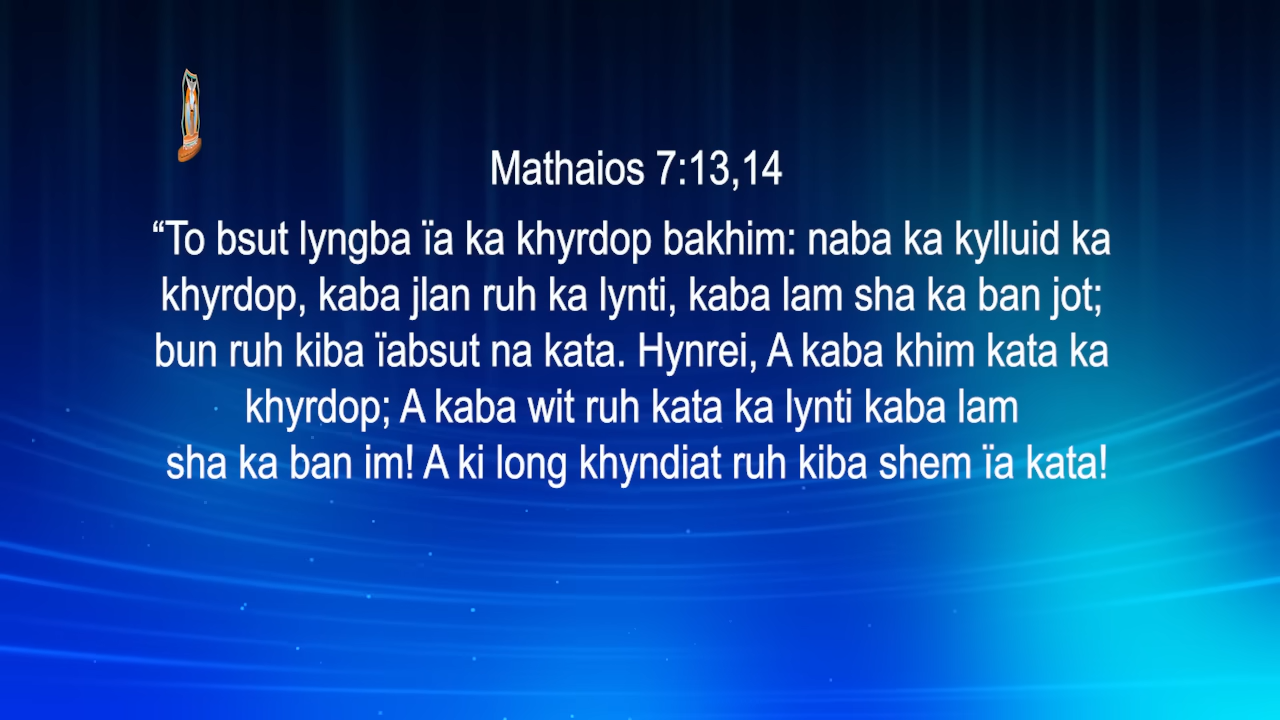 Mathaios 7:13,14
“To bsut lyngba ïa ka khyrdop bakhim: naba ka kylluid ka
khyrdop, kaba jlan ruh ka lynti, kaba lam sha ka ban jot;
bun ruh kiba ïabsut na kata. Hynrei, A kaba khim kata ka
khyrdop; A kaba wit ruh kata ka lynti kaba lam
sha ka ban im! A ki long khyndiat ruh kiba shem ïa kata!